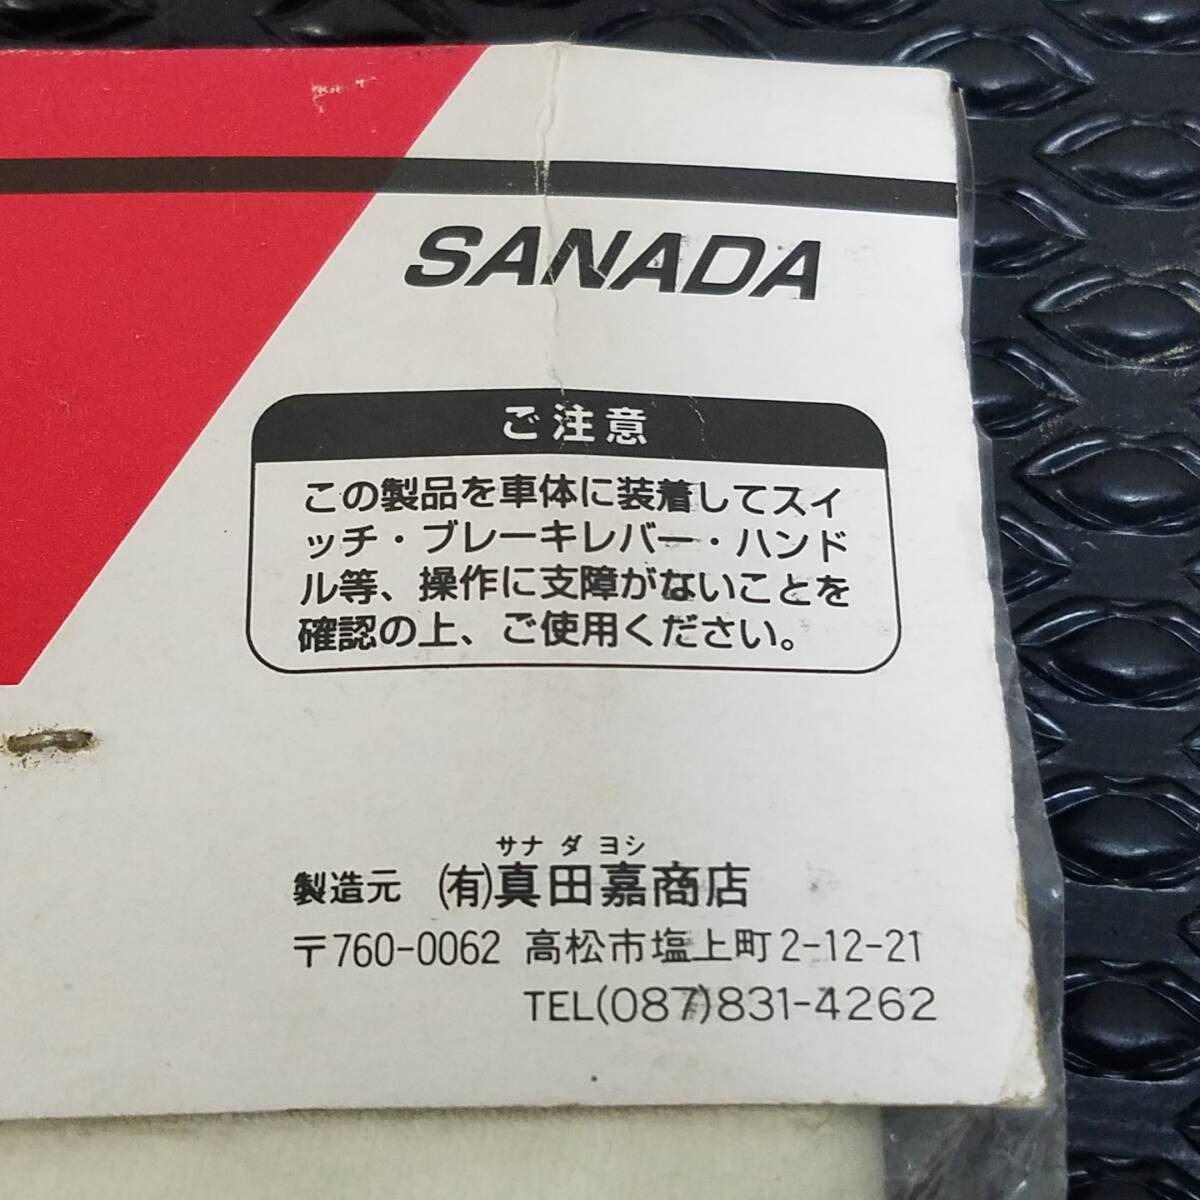 SANADA
ご注意
この製品を車体に装着してスイ
ッチ・ブレーキレバー・ハンド
ル等、操作に支障がないことを
確認の上、ご使用ください。
サナダヨシ
製造元 (有)真田嘉商店
〒760-0062 高松市塩上町2-12-21
TEL(087)831-4262